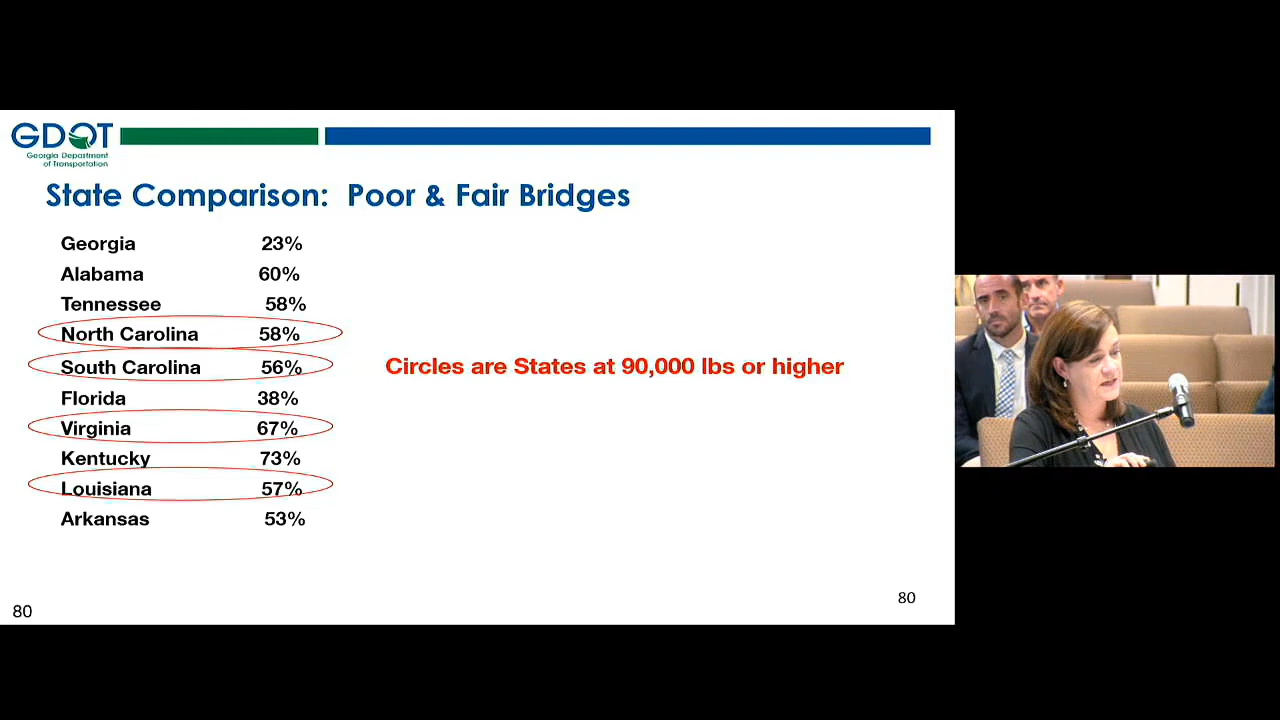 GDOT
Georgia Department
of Transportation
State Comparison: Poor & Fair Bridges
Georgia 23%
Alabama 60%
Tennessee 58%
North Carolina 58%
South Carolina 56%
Circles are States at 90,000 lbs or higher
Florida 38%
Virginia 67%
Kentucky 73%
Louisiana 57%
Arkansas 53%
80
80